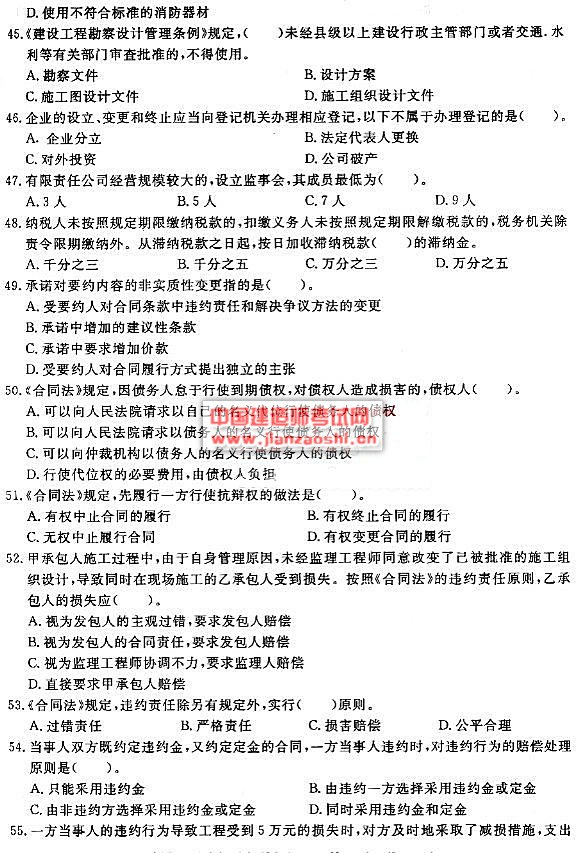 D.使用不符合标准的消防器材
45.《建设工程勘察设计管理条例》规定,(　　)未经县级以上建设行政主管部门或者交通.水
利等有关部门审查批准的,不得使用。
A.勘察文件　　B.设计方案
C.施工图设计文件　　D.施工组织设计文件
46.企业的设立、变更和终止应当向登记机关办理相应登记,以下不属于办理登记的是(　　)。
A. 企业分立　　B.法定代表人更换
C.对外投资　　D.公司破产
47.有限责任公司经营规模较大的,设立监事会,其成员最低为(　　)。
A.3人　　B.5人　　C.7人　　D.9人
48.纳税人未按照规定期限缴纳税款的,扣缴义务人未按照规定期限解缴税款的,税务机关除
责令限期缴纳外。从滞纳税款之日起,按日加收滞纳税款(　　)的滞纳金。
A.千分之三　　B.千分之五　　C.万分之三　　D.万分之五
49.承诺对要约内容的非实质性变更指的是(　　)。
A.受要约人对合同条款中违约责任和解决争议方法的变更
B.承诺中增加的建议性条款
C.承诺中要求增加价款
D.受要约人对合同履行方式提出独立的主张
50.《合同法》规定,因债务人怠于行使到期债权,对债权人造成损害的,债权人(　　)。
A.可以向人民法院请求以自己的名义代位行使债务人的债权
B.可以向人民法院请求以债务人的名义行使债务人的债权
C.可以向仲裁机构以债务人的名义行使债务人的债权
D.行使代位权的必要费用,由债权人负担
中国建造师考试网
www.jianzaoshi.com
51.《合同法》规定,先履行一方行使抗辩权的做法是(　　)。
A.有权中止合同的履行　　B.有权终止合同的履行
C.无权中止履行合同　　D.有权变更合同的履行
52.甲承包人施工过程中,由于自身管理原因,未经监理工程师同意改变了已被批准的施工组
织设计,导致同时在现场施工的乙承包人受到损失。按照《合同法》的违约责任原则,乙承
包人的损失应(　　)。
A.视为发包人的主观过错,要求发包人赔偿
B.视为发包人的合同责任,要求发包人赔偿
C.视为监理工程师协调不力,要求监理人赔偿
D.直接要求甲承包人赔偿
53.《合同法》规定,违约责任除另有规定外,实行(　　)原则。
A.过错责任　　B.严格责任　　C.损害赔偿　　D.公平合理
54.当事人双方既约定违约金,又约定定金的合同,一方当事人违约时,对违约行为的赔偿处理
原则是(　　)。
A.只能采用违约金　　B.由违约一方选择采用违约金或定金
C.由非违约方选择采用违约金或定金　　D.同时采用违约金和定金
55.一方当事人的违约行为导致工程受到5万元的损失时,对方及时地采取了减损措施,支出